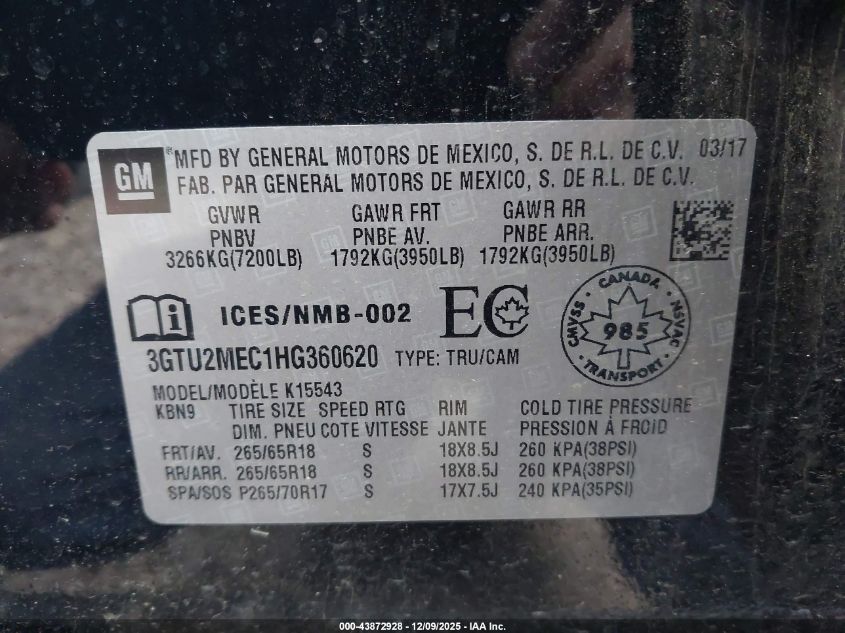 GM
® MFD BY GENERAL MOTORS DE MEXICO, S. DE R.L. DE C.V. 03/17
FAB. PAR GENERAL MOTORS DE MEXICO, S. DE R.L. DE C.V.
GVWR GAWR FRT GAWR RR
PNBV PNBE AV. PNBE ARR.
3266KG(7200LB) 1792KG(3950LB) 1792KG(3950LB)
i ICES/NMB-002 EC
CANADA CMVSS NSVAC 985 TRANSPORT
3GTU2MEC1HG360620 TYPE: TRU/CAM
MODEL/MODÈLE K15543
KBN9 TIRE SIZE SPEED RTG RIM COLD TIRE PRESSURE
DIM. PNEU COTE VITESSE JANTE PRESSION À FROID
FRT/AV. 265/65R18 S 18X8.5J 260 KPA(38PSI)
RR/ARR. 265/65R18 S 18X8.5J 260 KPA(38PSI)
SPA/SOS P265/70R17 S 17X7.5J 240 KPA(35PSI)
000-43872928 - 12/09/2025 - IAA Inc.